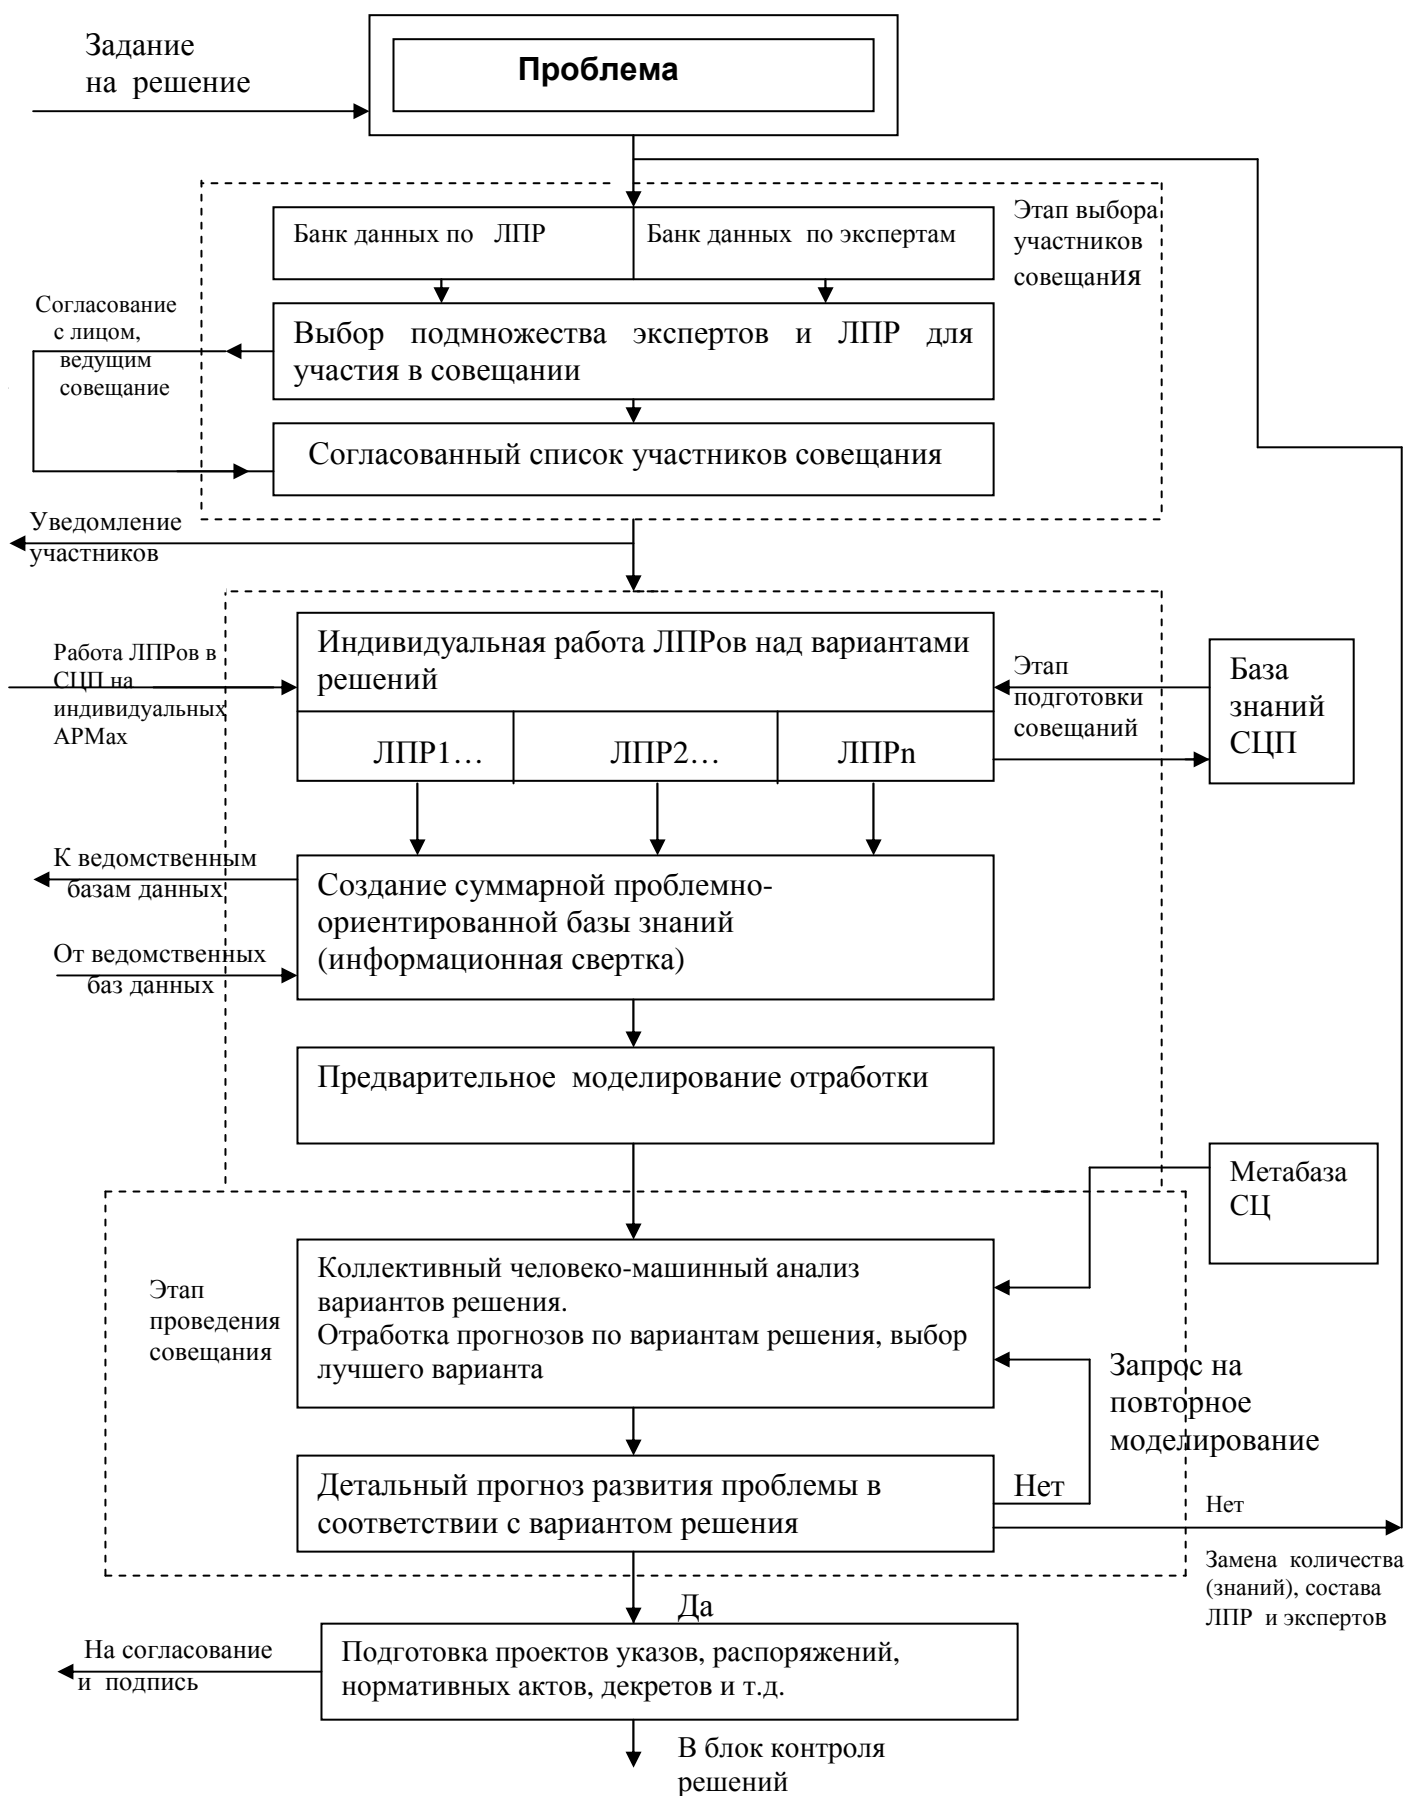 Задание
на решение
Проблема
Банк данных по ЛПР
Банк данных по экспертам
Этап выбора
участников
совещания
Согласование
с лицом,
ведущим
совещание
Выбор подмножества экспертов и ЛПР для
участия в совещании
Согласованный список участников совещания
Уведомление
участников
Индивидуальная работа ЛПРов над вариантами
решений
Работа ЛПРов в
СЦП на
индивидуальных
АРМах
Этап
подготовки
совещаний
База
знаний
СЦП
ЛПР1…
ЛПР2…
ЛПРn
К ведомственным
базам данных
Создание суммарной проблемно-
ориентированной базы знаний
(информационная свертка)
От ведомственных
баз данных
Предварительное моделирование отработки
Метабаза
СЦ
Этап
проведения
совещания
Коллективный человеко-машинный анализ
вариантов решения.
Отработка прогнозов по вариантам решения, выбор
лучшего варианта
Запрос на
повторное
моделирование
Детальный прогноз развития проблемы в
соответствии с вариантом решения
Нет
Нет
Замена количества
(знаний), состава
ЛПР и экспертов
Да
На согласование
и подпись
Подготовка проектов указов, распоряжений,
нормативных актов, декретов и т.д.
В блок контроля
решений